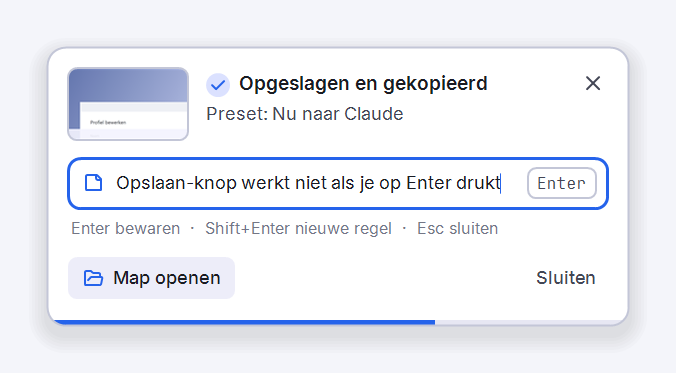 Profiel bewerken
Opgeslagen en gekopieerd
Preset: Nu naar Claude
Opslaan-knop werkt niet als je op Enter drukt
Enter
Enter bewaren · Shift+Enter nieuwe regel · Esc sluiten
Map openen
Sluiten